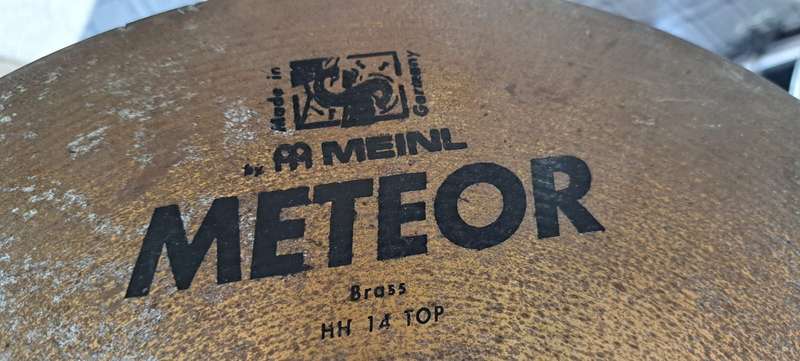 Made in
Germany
by MEINL
METEOR
Brass
HH 14 TOP